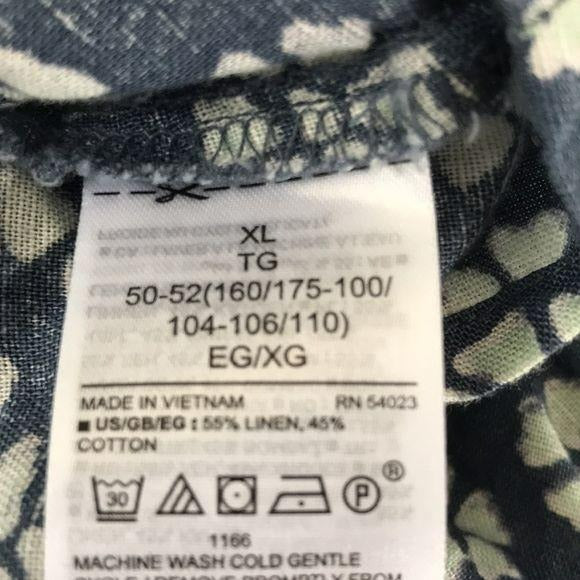 XL
TG
50-52(160/175-100/
104-106/110)
EG/XG
MADE IN VIETNAM RN 54023
■ US/GB/EG : 55% LINEN, 45%
COTTON
30 P ®
1166
MACHINE WASH COLD GENTLE
CYCLE